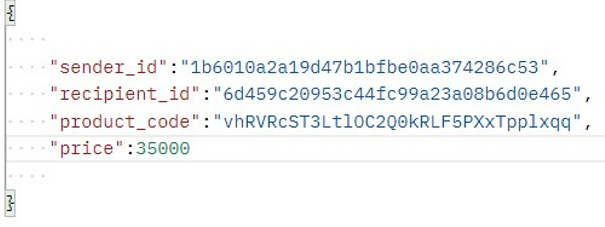 {
"sender_id":"1b6010a2a19d47b1bfbe0aa374286c53",
"recipient_id":"6d459c20953c44fc99a23a08b6d0e465",
"product_code":"vhRVRcST3LtlOC2Q0kRLF5PXxTpplxqq",
"price":35000
}